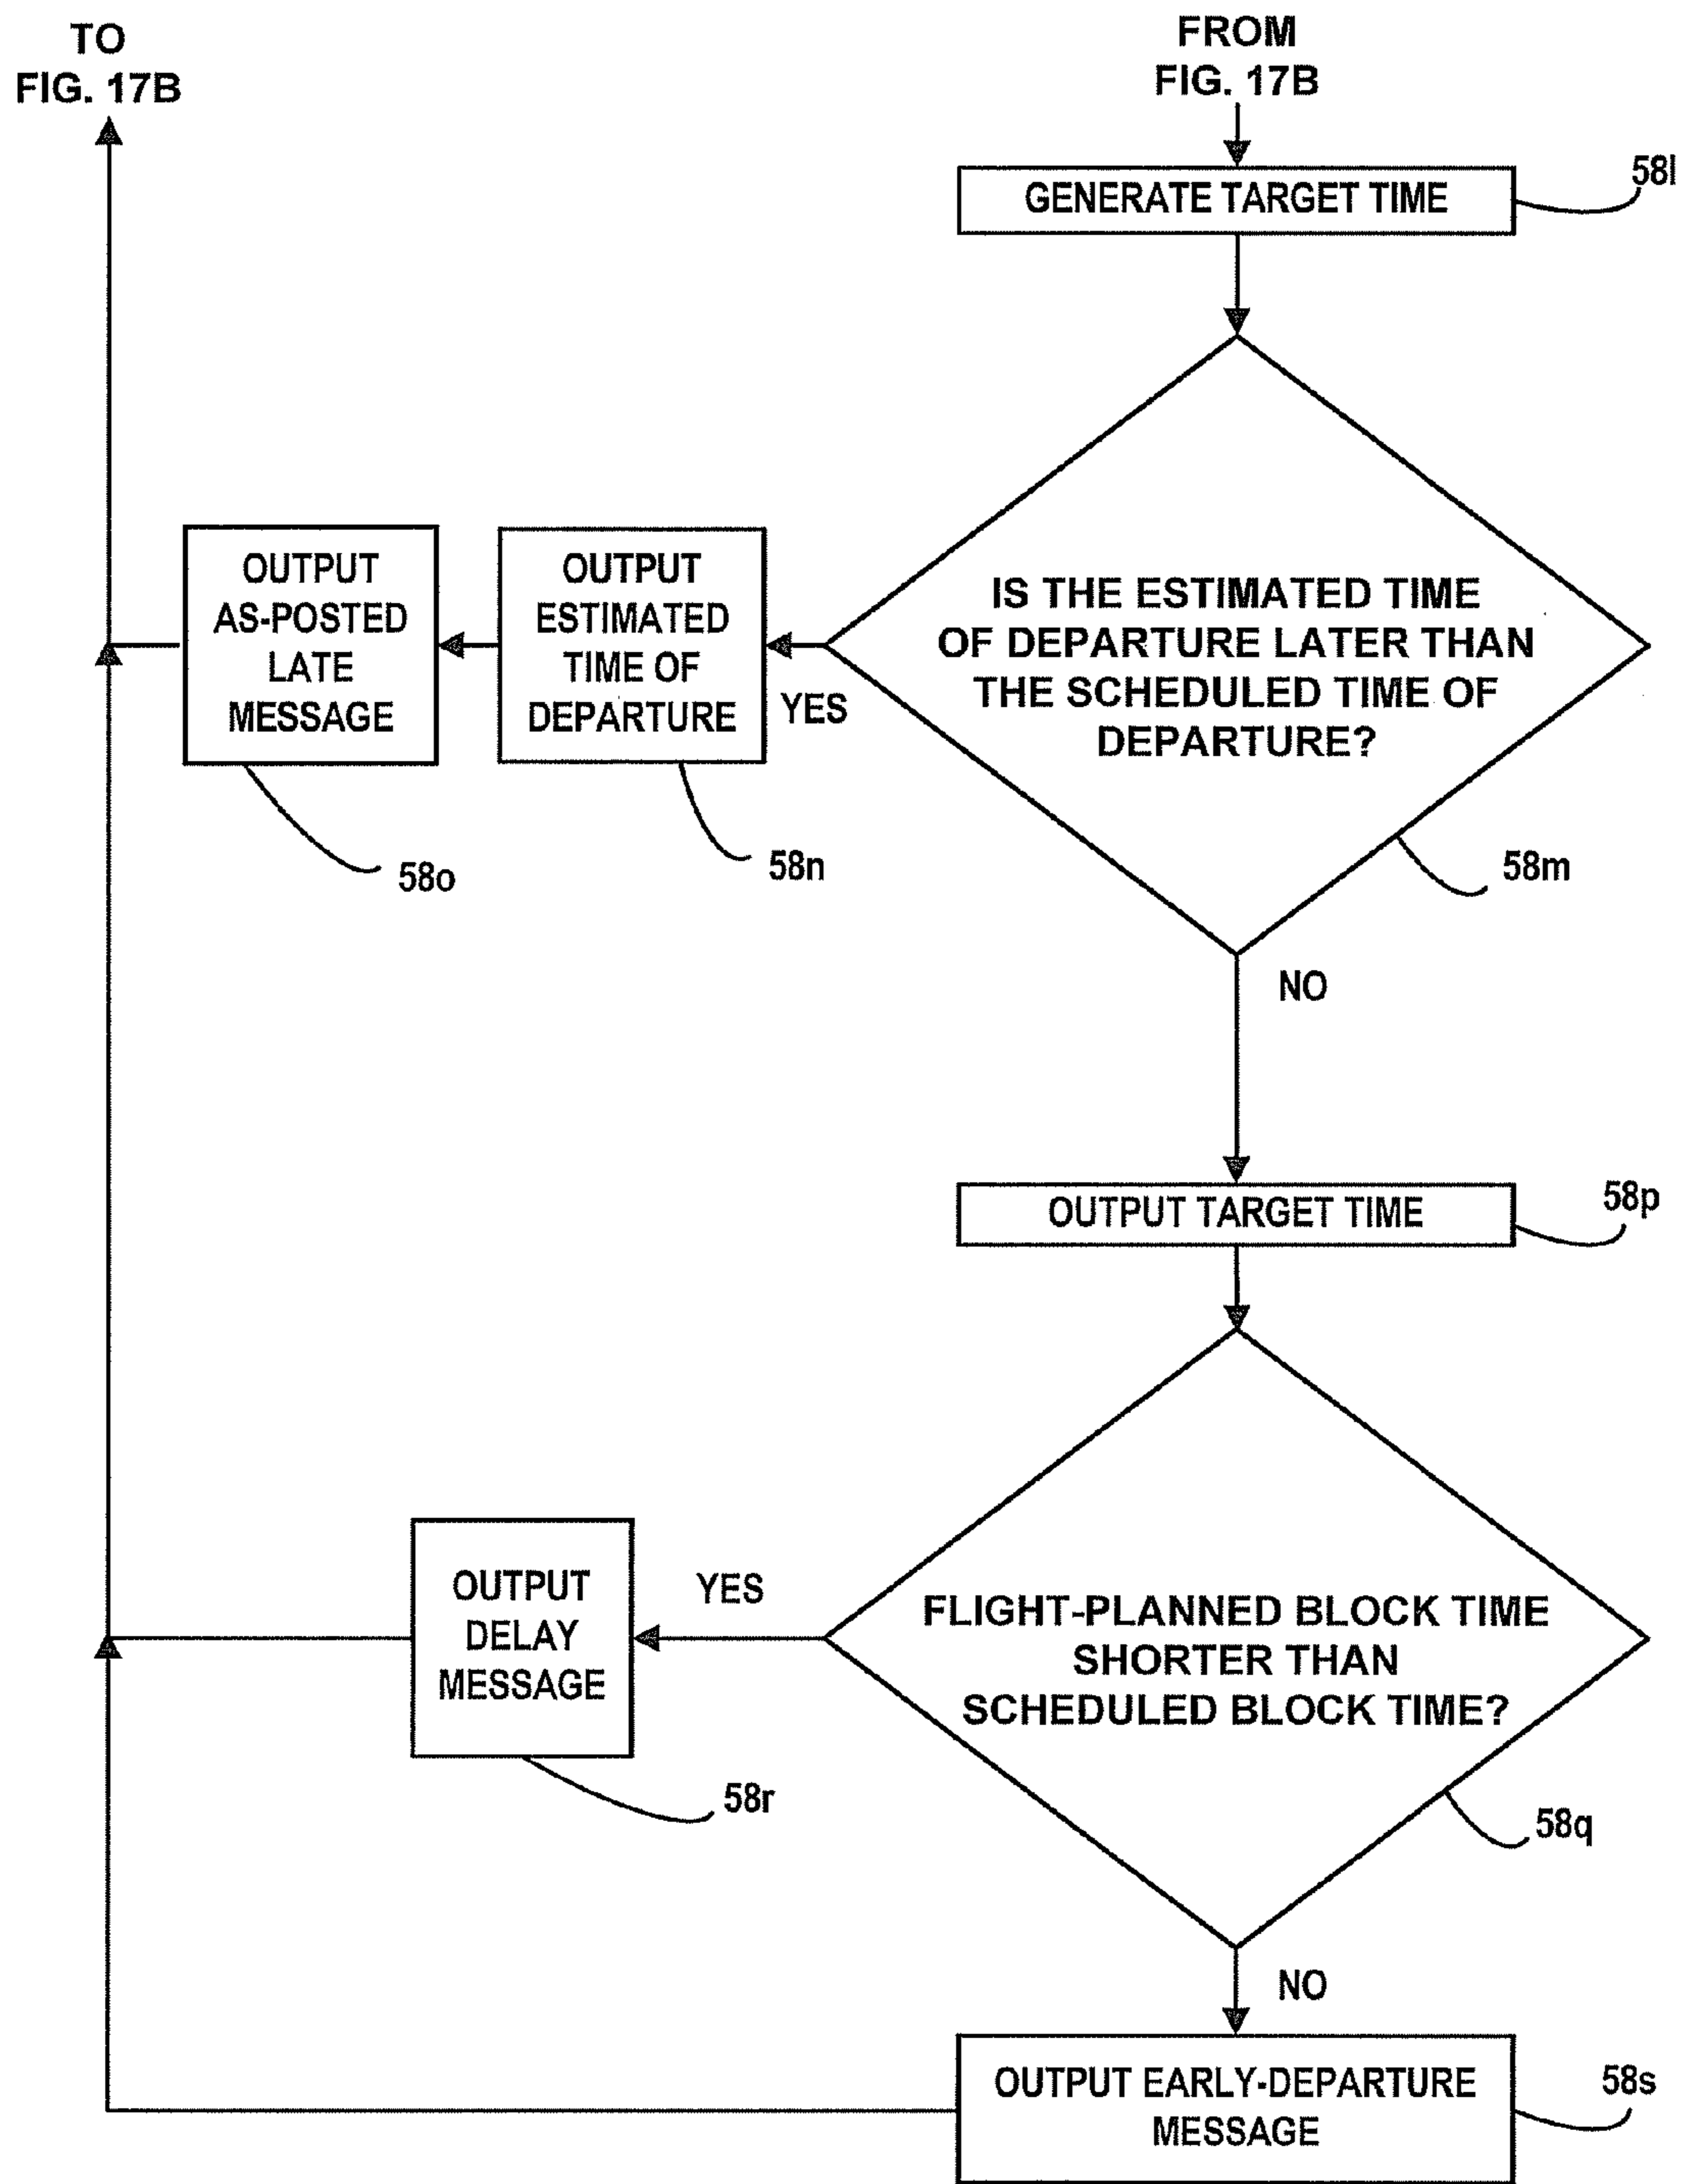 TO
FIG. 17B
FROM
FIG. 17B
GENERATE TARGET TIME
58l
IS THE ESTIMATED TIME
OF DEPARTURE LATER THAN
THE SCHEDULED TIME OF
DEPARTURE?
58m
YES
OUTPUT
ESTIMATED
TIME OF
DEPARTURE
58n
OUTPUT
AS-POSTED
LATE
MESSAGE
58o
NO
OUTPUT TARGET TIME
58p
FLIGHT-PLANNED BLOCK TIME
SHORTER THAN
SCHEDULED BLOCK TIME?
58q
YES
OUTPUT
DELAY
MESSAGE
58r
NO
OUTPUT EARLY-DEPARTURE
MESSAGE
58s